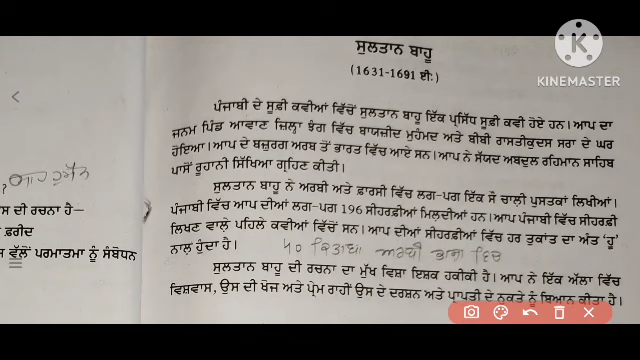 ਸੁਲਤਾਨ ਬਾਹੂ
(1631-1691 ਈ:)
KINEMASTER
ਪੰਜਾਬੀ ਦੇ ਸੂਫ਼ੀ ਕਵੀਆਂ ਵਿੱਚੋਂ ਸੁਲਤਾਨ ਬਾਹੂ ਇੱਕ ਪ੍ਰਸਿੱਧ ਸੂਫ਼ੀ ਕਵੀ ਹੋਏ ਹਨ। ਆਪ ਦਾ
ਜਨਮ ਪਿੰਡ ਆਵਾਣ ਜ਼ਿਲ੍ਹਾ ਝੰਗ ਵਿੱਚ ਬਾਯਜ਼ੀਦ ਮੁਹੰਮਦ ਅਤੇ ਬੀਬੀ ਰਾਸਤੀਕੁਦਸ ਸਰਾ ਦੇ ਘਰ
ਹੋਇਆ। ਆਪ ਦੇ ਬਜ਼ੁਰਗ ਅਰਬ ਤੋਂ ਭਾਰਤ ਵਿੱਚ ਆਏ ਸਨ। ਆਪ ਨੇ ਸੱਯਦ ਅਬਦੁਲ ਰਹਿਮਾਨ ਸਾਹਿਬ
ਪਾਸੋਂ ਰੂਹਾਨੀ ਸਿੱਖਿਆ ਗ੍ਰਹਿਣ ਕੀਤੀ।
ਸੁਲਤਾਨ ਬਾਹੂ ਨੇ ਅਰਬੀ ਅਤੇ ਫ਼ਾਰਸੀ ਵਿੱਚ ਲਗ-ਪਗ ਇੱਕ ਸੌ ਚਾਲੀ ਪੁਸਤਕਾਂ ਲਿਖੀਆਂ।
ਪੰਜਾਬੀ ਵਿੱਚ ਆਪ ਦੀਆਂ ਲਗ-ਪਗ 196 ਸੀਹਰਫ਼ੀਆਂ ਮਿਲਦੀਆਂ ਹਨ। ਆਪ ਪੰਜਾਬੀ ਵਿੱਚ ਸੀਹਰਫ਼ੀ
ਲਿਖਣ ਵਾਲੇ ਪਹਿਲੇ ਕਵੀਆਂ ਵਿੱਚੋਂ ਸਨ। ਆਪ ਦੀਆਂ ਸੀਹਰਫ਼ੀਆਂ ਵਿੱਚ ਹਰ ਤੁਕਾਂਤ ਦਾ ਅੰਤ 'ਹੂ'
ਨਾਲ਼ ਹੁੰਦਾ ਹੈ। ੫੦ ਕਿਤਾਬਾਂ ਅਰਬੀ ਭਾਸ਼ਾ ਵਿਚ
ਸੁਲਤਾਨ ਬਾਹੂ ਦੀ ਰਚਨਾ ਦਾ ਮੁੱਖ ਵਿਸ਼ਾ ਇਸ਼ਕ ਹਕੀਕੀ ਹੈ। ਆਪ ਨੇ ਇੱਕ ਅੱਲਾ ਵਿੱਚ
ਵਿਸ਼ਵਾਸ, ਉਸ ਦੀ ਖੋਜ ਅਤੇ ਪ੍ਰੇਮ ਰਾਹੀਂ ਉਸ ਦੇ ਦਰਸ਼ਨ ਅਤੇ ਪ੍ਰਾਪਤੀ ਦੇ ਨੁਕਤੇ ਨੂੰ ਬਿਆਨ ਕੀਤਾ ਹੈ।
ਸ ਦੀ ਰਚਨਾ ਹੈ—
ਫ਼ਰੀਦ
ਵੱਲੋਂ ਪਰਮਾਤਮਾ ਨੂੰ ਸੰਬੋਧਨ